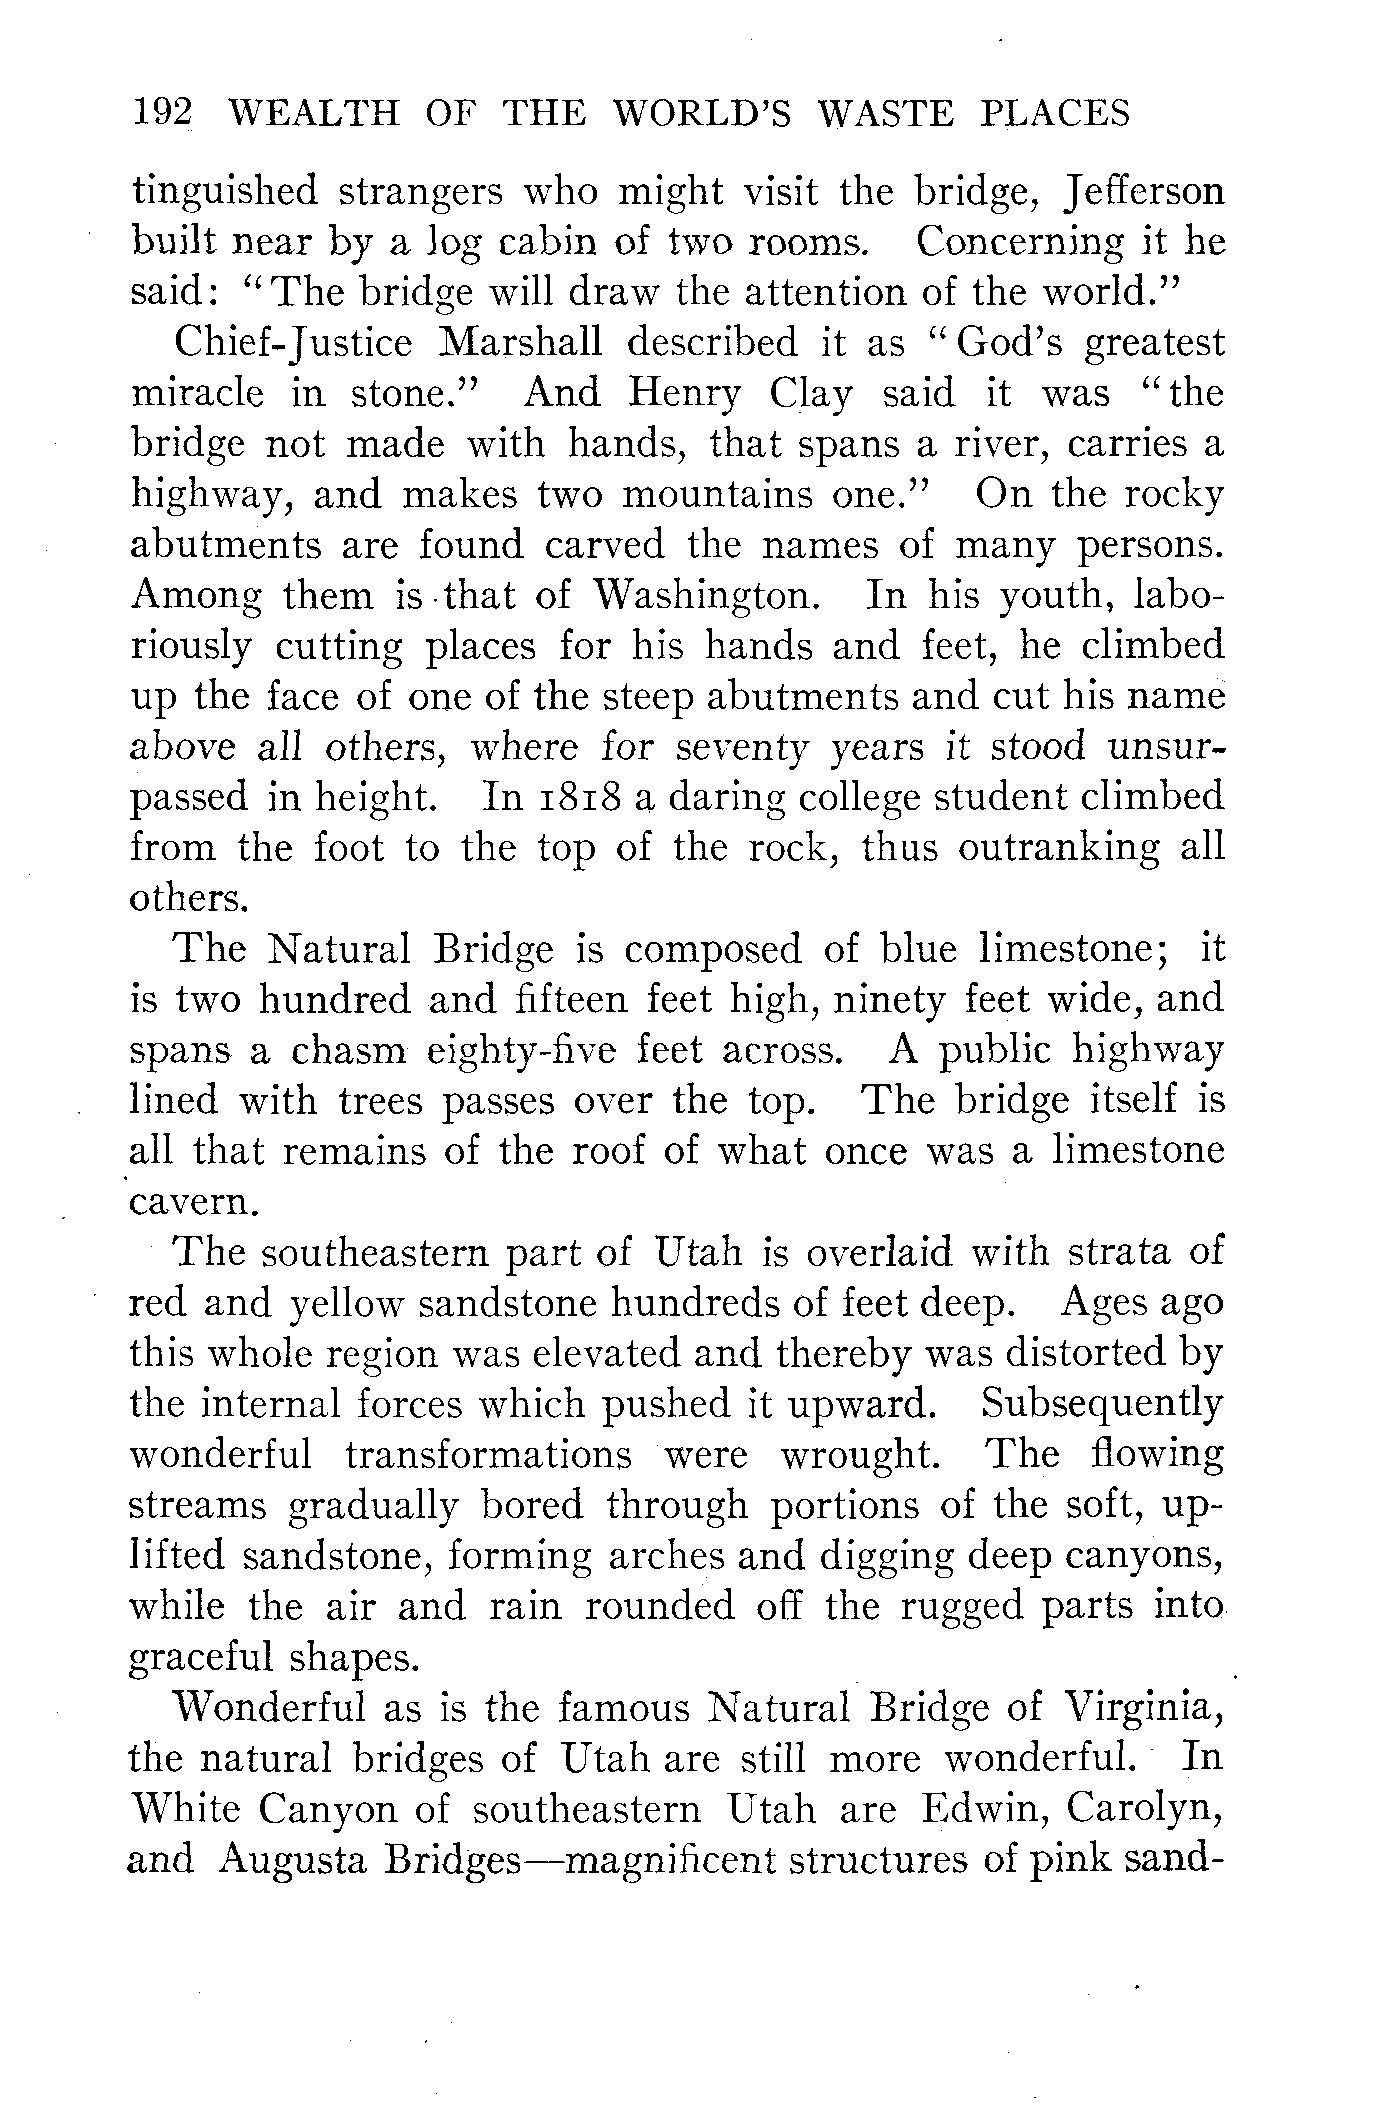 192 WEALTH OF THE WORLD'S WASTE PLACES
tinguished strangers who might visit the bridge, Jefferson
built near by a log cabin of two rooms. Concerning it he
said: "The bridge will draw the attention of the world."
Chief-Justice Marshall described it as "God's greatest
miracle in stone." And Henry Clay said it was "the
bridge not made with hands, that spans a river, carries a
highway, and makes two mountains one." On the rocky
abutments are found carved the names of many persons.
Among them is that of Washington. In his youth, labo-
riously cutting places for his hands and feet, he climbed
up the face of one of the steep abutments and cut his name
above all others, where for seventy years it stood unsur-
passed in height. In 1818 a daring college student climbed
from the foot to the top of the rock, thus outranking all
others.
The Natural Bridge is composed of blue limestone; it
is two hundred and fifteen feet high, ninety feet wide, and
spans a chasm eighty-five feet across. A public highway
lined with trees passes over the top. The bridge itself is
all that remains of the roof of what once was a limestone
cavern.
The southeastern part of Utah is overlaid with strata of
red and yellow sandstone hundreds of feet deep. Ages ago
this whole region was elevated and thereby was distorted by
the internal forces which pushed it upward. Subsequently
wonderful transformations were wrought. The flowing
streams gradually bored through portions of the soft, up-
lifted sandstone, forming arches and digging deep canyons,
while the air and rain rounded off the rugged parts into
graceful shapes.
Wonderful as is the famous Natural Bridge of Virginia,
the natural bridges of Utah are still more wonderful. In
White Canyon of southeastern Utah are Edwin, Carolyn,
and Augusta Bridges—magnificent structures of pink sand-